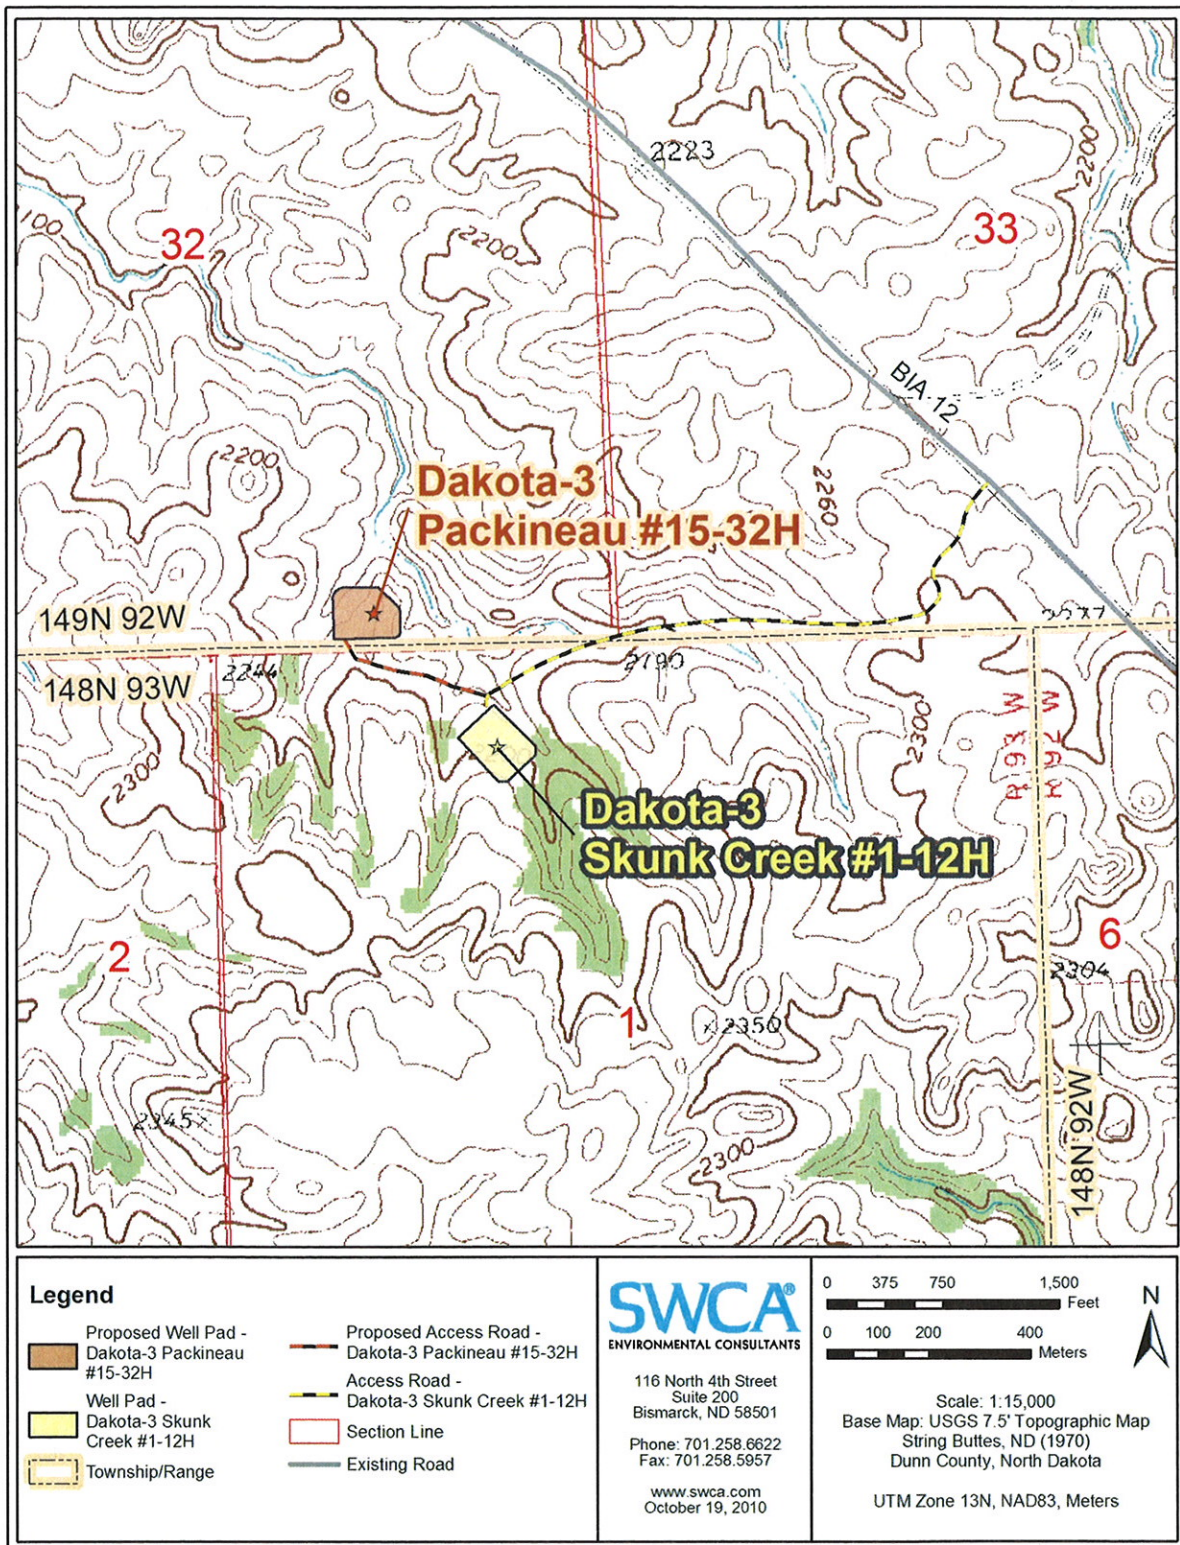 2223
2200
2100
32
33
2200
BIA 12
2200
2260
Dakota-3
Packineau #15-32H
149N 92W
148N 93W
2244
2190
2277
2300
2300
R 93 W
R 92 W
Dakota-3
Skunk Creek #1-12H
2
6
2304
1
× 2350
2345×
2300
148N 92W
Legend
Proposed Well Pad -
Dakota-3 Packineau
#15-32H
Well Pad -
Dakota-3 Skunk
Creek #1-12H
Township/Range
Proposed Access Road -
Dakota-3 Packineau #15-32H
Access Road -
Dakota-3 Skunk Creek #1-12H
Section Line
Existing Road
SWCA®
ENVIRONMENTAL CONSULTANTS
116 North 4th Street
Suite 200
Bismarck, ND 58501
Phone: 701.258.6622
Fax: 701.258.5957
www.swca.com
October 19, 2010
0 375 750 1,500
Feet
0 100 200 400
Meters
N
Scale: 1:15,000
Base Map: USGS 7.5' Topographic Map
String Buttes, ND (1970)
Dunn County, North Dakota
UTM Zone 13N, NAD83, Meters